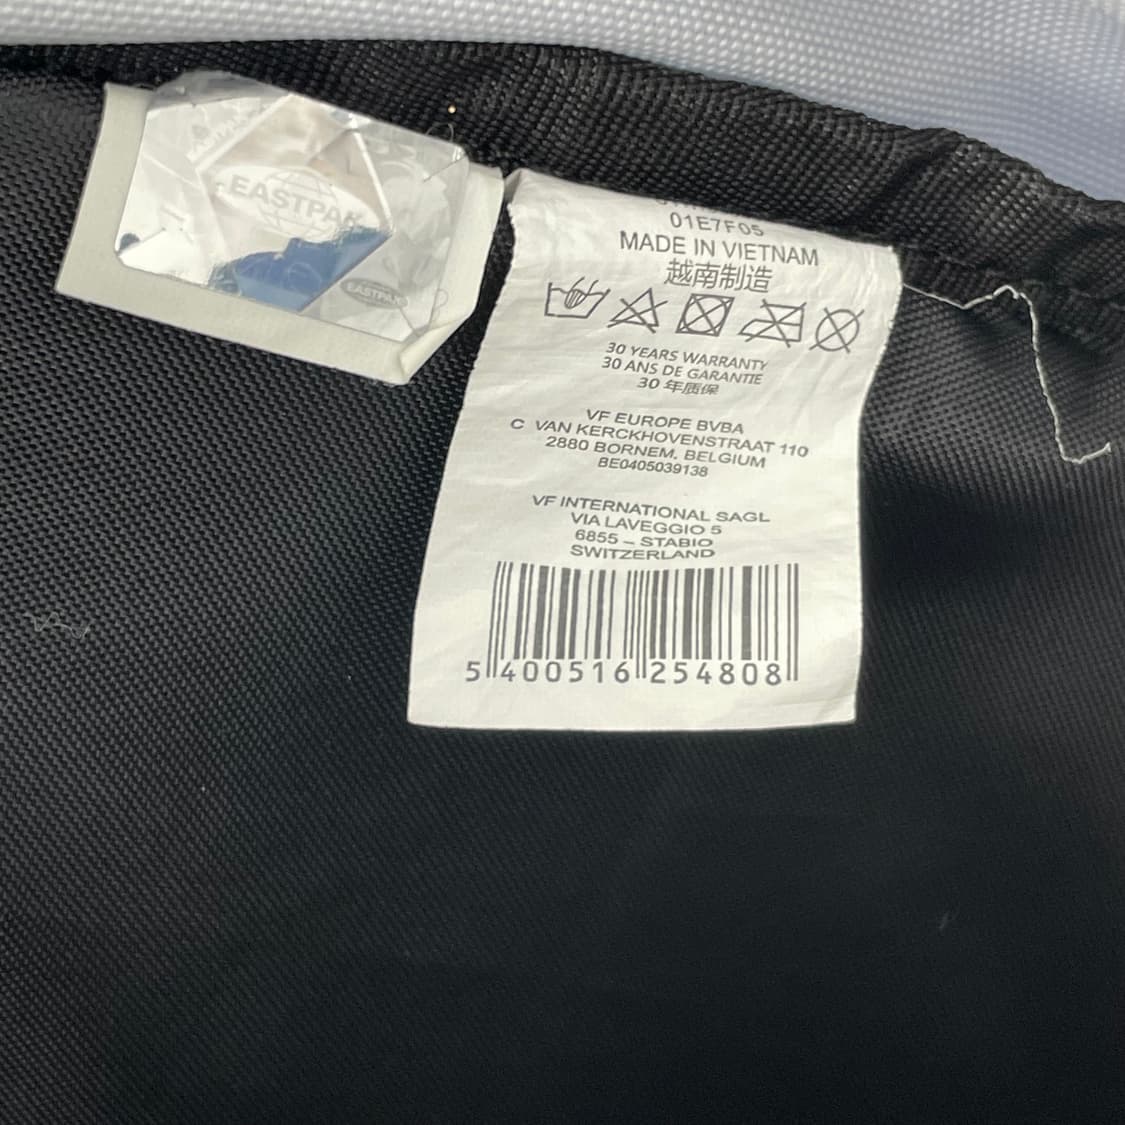 EASTPAK
EASTPAK
01E7F05
MADE IN VIETNAM
越南制造
30 YEARS WARRANTY
30 ANS DE GARANTIE
30 年质保
VF EUROPE BVBA
C VAN KERCKHOVENSTRAAT 110
2880 BORNEM, BELGIUM
BE0405039138
VF INTERNATIONAL SAGL
VIA LAVEGGIO 5
6855 – STABIO
SWITZERLAND
5 400516 254808